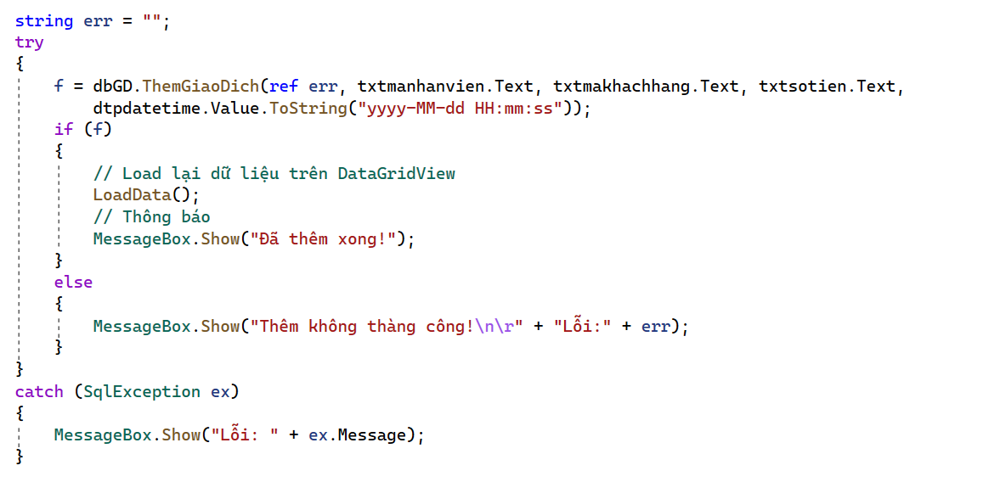 string err = "";
try
{
    f = dbGD.ThemGiaoDich(ref err, txtmanhanvien.Text, txtmakhachhang.Text, txtsotien.Text,
        dtpdatetime.Value.ToString("yyyy-MM-dd HH:mm:ss"));
    if (f)
    {
        // Load lại dữ liệu trên DataGridView
        LoadData();
        // Thông báo
        MessageBox.Show("Đã thêm xong!");
    }
    else
    {
        MessageBox.Show("Thêm không thàng công!\n\r" + "Lỗi:" + err);
    }
}
catch (SqlException ex)
{
    MessageBox.Show("Lỗi: " + ex.Message);
}